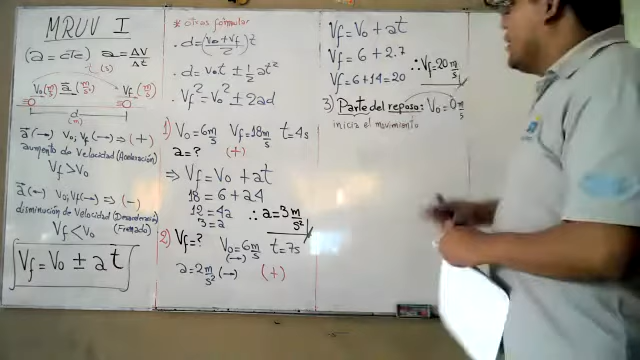 MRUV I
(a = cte) a = ΔV/Δt
t(s)
V₀(m/s) a(m/s²) Vf(m/s)
d(m)
a(→) V₀, Vf(→) ⇒ (+)
aumento de Velocidad (Aceleración)
Vf > V₀
a(←) V₀, Vf(→) ⇒ (-)
disminución de Velocidad (Desaceleración)
Vf < V₀ (Frenado)
Vf = V₀ ± at
* otras fórmulas
. d = (V₀ + Vf / 2) t
. d = V₀t ± 1/2 at²
. Vf² = V₀² ± 2ad
1) V₀ = 6m/s Vf = 18m/s t = 4s
a = ? (+)
⇒ Vf = V₀ + at
18 = 6 + a4
12 = 4a
3 = a ∴ a = 3 m/s²
2) Vf = ? V₀ = 6m/s (→) t = 7s
a = 2 m/s² (→) (+)
Vf = V₀ + at
Vf = 6 + 2.7
Vf = 6 + 14 = 20 ∴ Vf = 20 m/s
3) Parte del reposo: V₀ = 0 m/s
inicia el movimiento